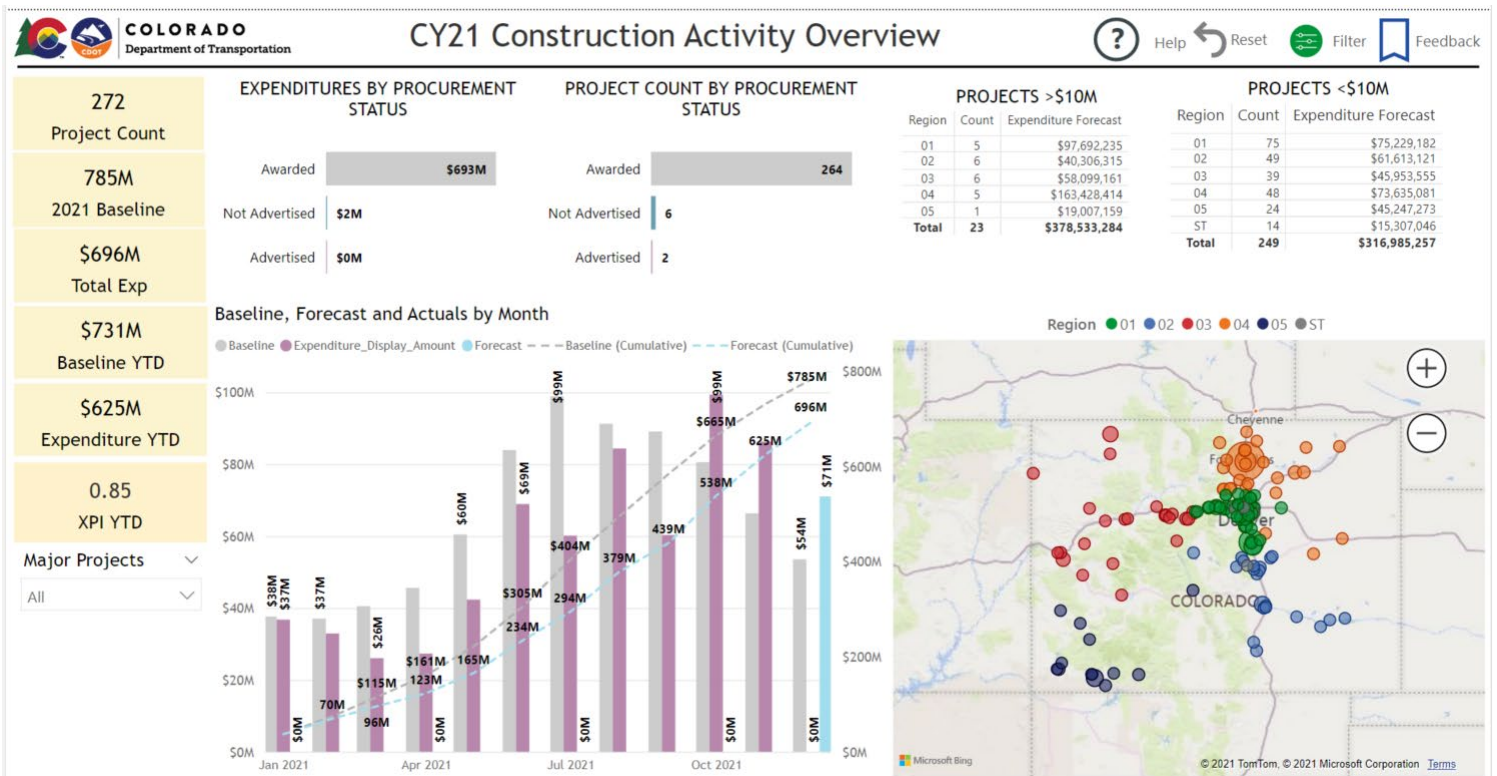 COLORADO
Department of Transportation
CDOT
CY21 Construction Activity Overview
? Help Reset Filter Feedback
272
Project Count
785M
2021 Baseline
$696M
Total Exp
$731M
Baseline YTD
$625M
Expenditure YTD
0.85
XPI YTD
Major Projects
All
EXPENDITURES BY PROCUREMENT
STATUS
Awarded $693M
Not Advertised $2M
Advertised $0M
PROJECT COUNT BY PROCUREMENT
STATUS
Awarded 264
Not Advertised 6
Advertised 2
PROJECTS >$10M
Region Count Expenditure Forecast
01 5 $97,692,235
02 6 $40,306,315
03 6 $58,099,161
04 5 $163,428,414
05 1 $19,007,159
Total 23 $378,533,284
PROJECTS <$10M
Region Count Expenditure Forecast
01 75 $75,229,182
02 49 $61,613,121
03 39 $45,953,555
04 48 $73,635,081
05 24 $45,247,273
ST 14 $15,307,046
Total 249 $316,985,257
Baseline, Forecast and Actuals by Month
Baseline Expenditure_Display_Amount Forecast Baseline (Cumulative) Forecast (Cumulative)
$100M
$80M
$60M
$40M
$20M
$0M
$38M
$37M
$0M
$37M
70M
$26M
$115M
96M
$161M
123M
$0M
$60M
165M
$69M
$305M
234M
$99M
$404M
294M
$0M
379M
439M
$99M
$665M
538M
$0M
625M
$785M
696M
$54M
$0M
$71M
$800M
$600M
$400M
$200M
$0M
Jan 2021 Apr 2021 Jul 2021 Oct 2021
Region 01 02 03 04 05 ST
+
−
Cheyenne
COLORADO
Microsoft Bing
© 2021 TomTom, © 2021 Microsoft Corporation Terms